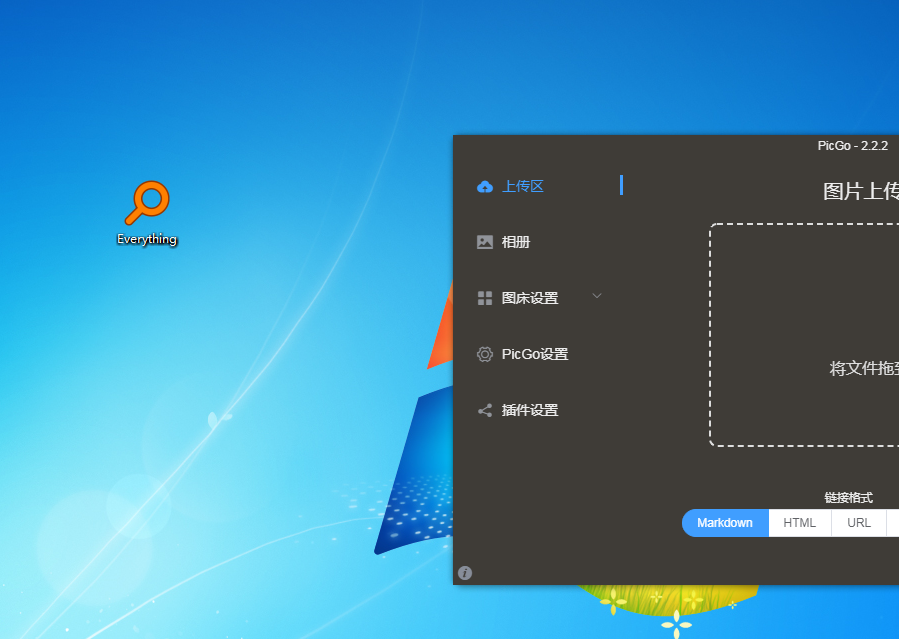 Everything
PicGo - 2.2.2
上传区
图片上传
相册
图床设置
PicGo设置
将文件拖到
插件设置
链接格式
Markdown
HTML
URL